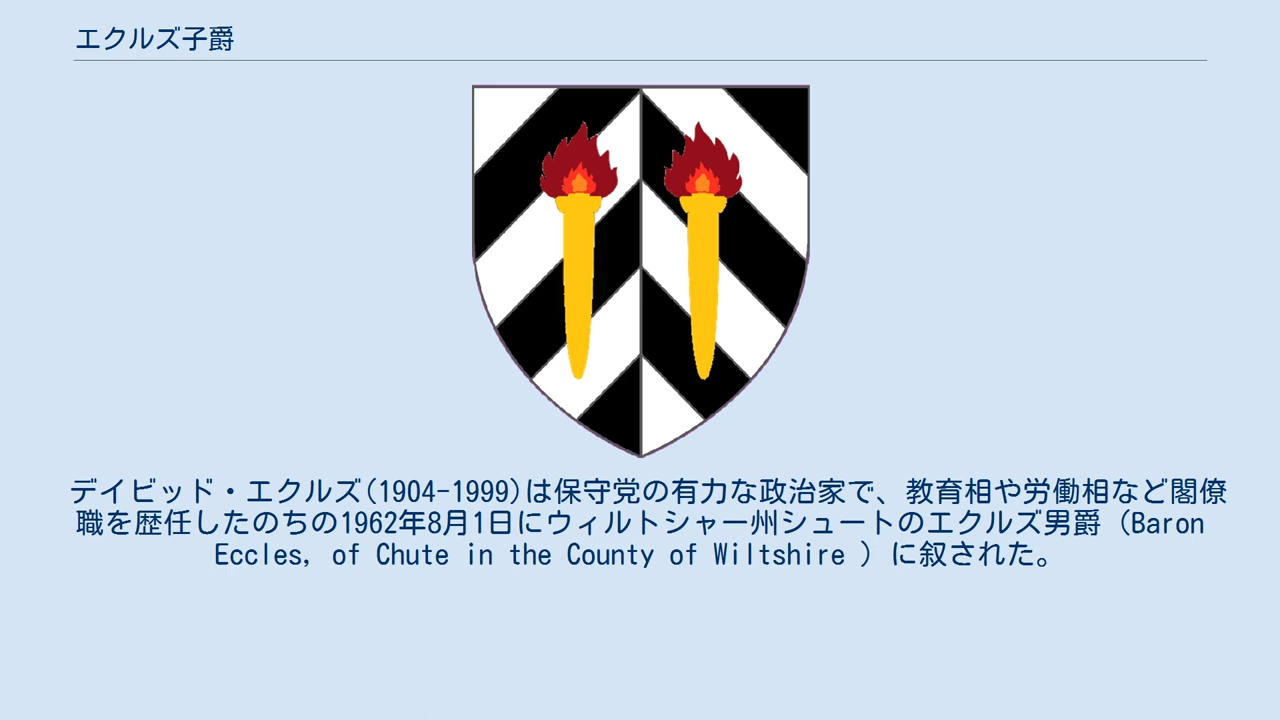 エクルズ子爵
デイビッド・エクルズ(1904-1999)は保守党の有力な政治家で、教育相や労働相など閣僚
職を歴任したのちの1962年8月1日にウィルトシャー州シュートのエクルズ男爵 (Baron
Eccles, of Chute in the County of Wiltshire ) に叙された。